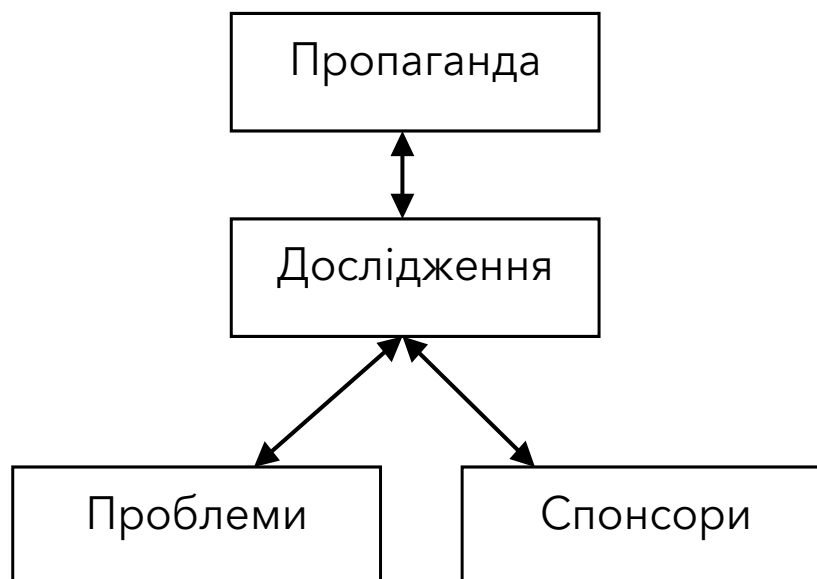 Пропаганда
Дослідження
Проблеми
Спонсори